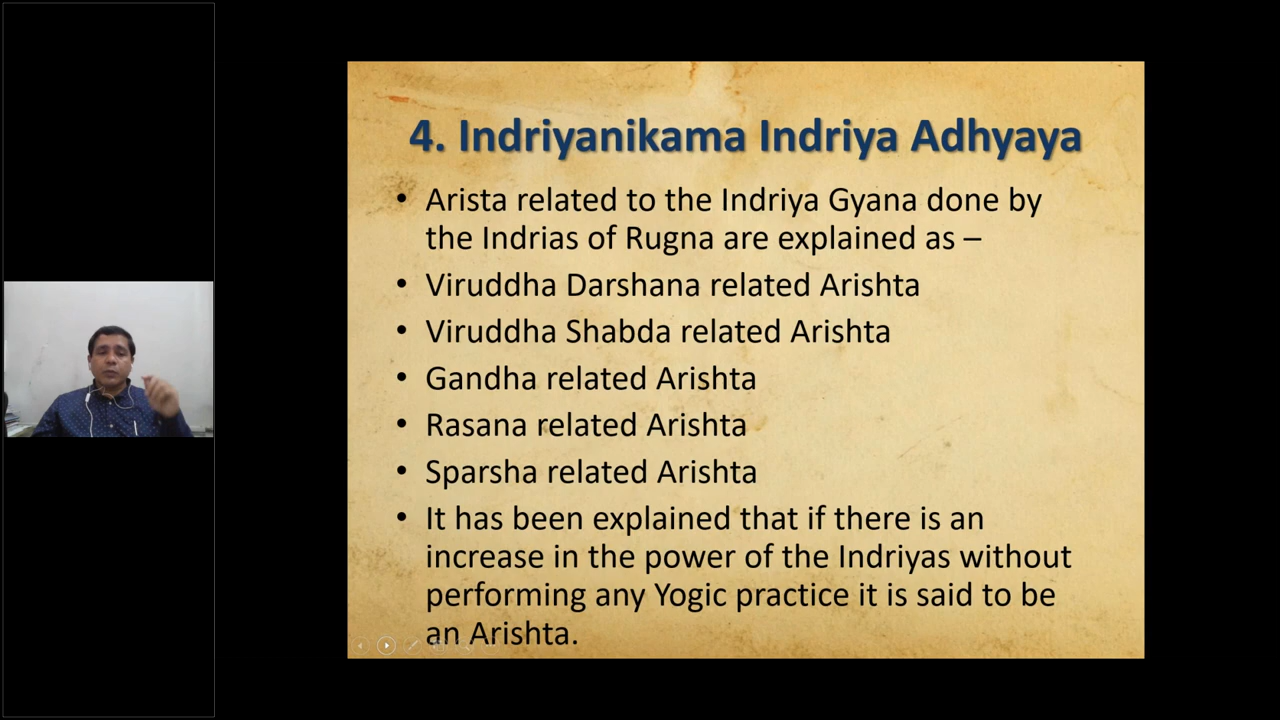 4. Indriyanikama Indriya Adhyaya
• Arista related to the Indriya Gyana done by
the Indrias of Rugna are explained as –
• Viruddha Darshana related Arishta
• Viruddha Shabda related Arishta
• Gandha related Arishta
• Rasana related Arishta
• Sparsha related Arishta
• It has been explained that if there is an
increase in the power of the Indriyas without
performing any Yogic practice it is said to be
an Arishta.